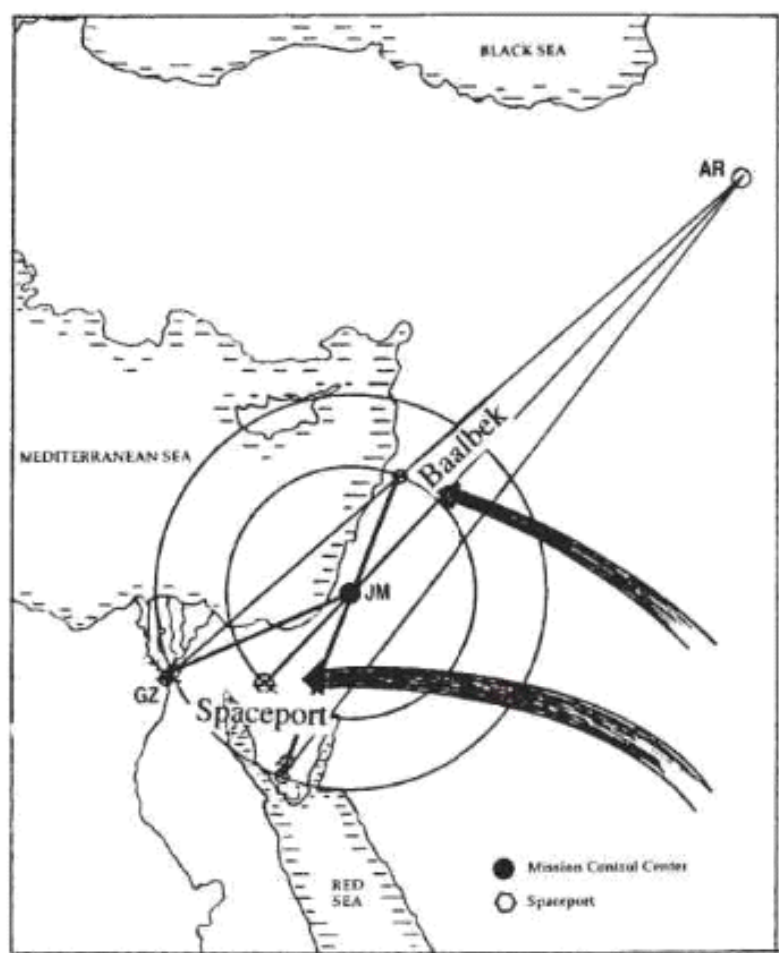 BLACK SEA
AR
Baalbek
MEDITERRANEAN SEA
JM
GZ
Spaceport
RED
SEA
Mission Control Center
Spaceport